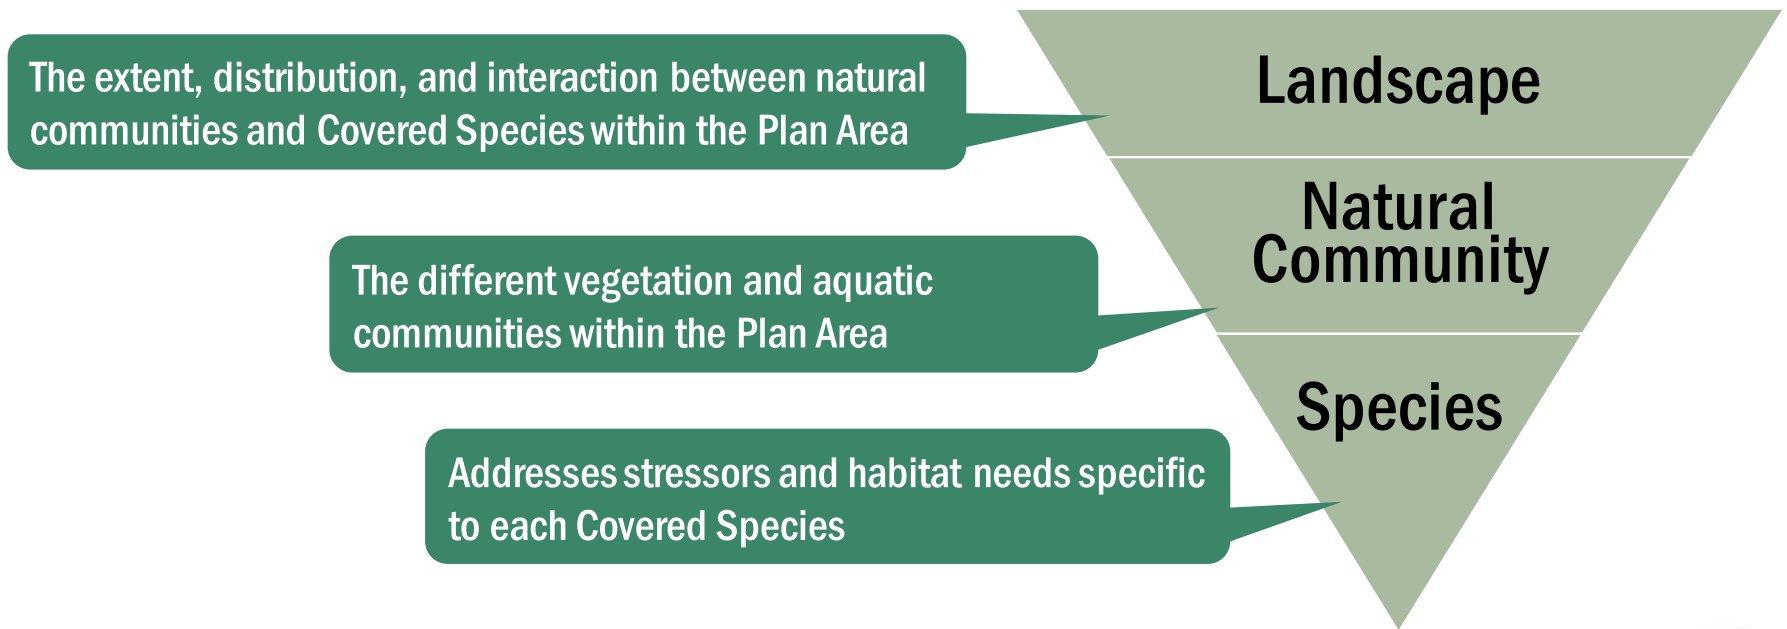 The extent, distribution, and interaction between natural
communities and Covered Species within the Plan Area
Landscape
The different vegetation and aquatic
communities within the Plan Area
Natural
Community
Addresses stressors and habitat needs specific
to each Covered Species
Species